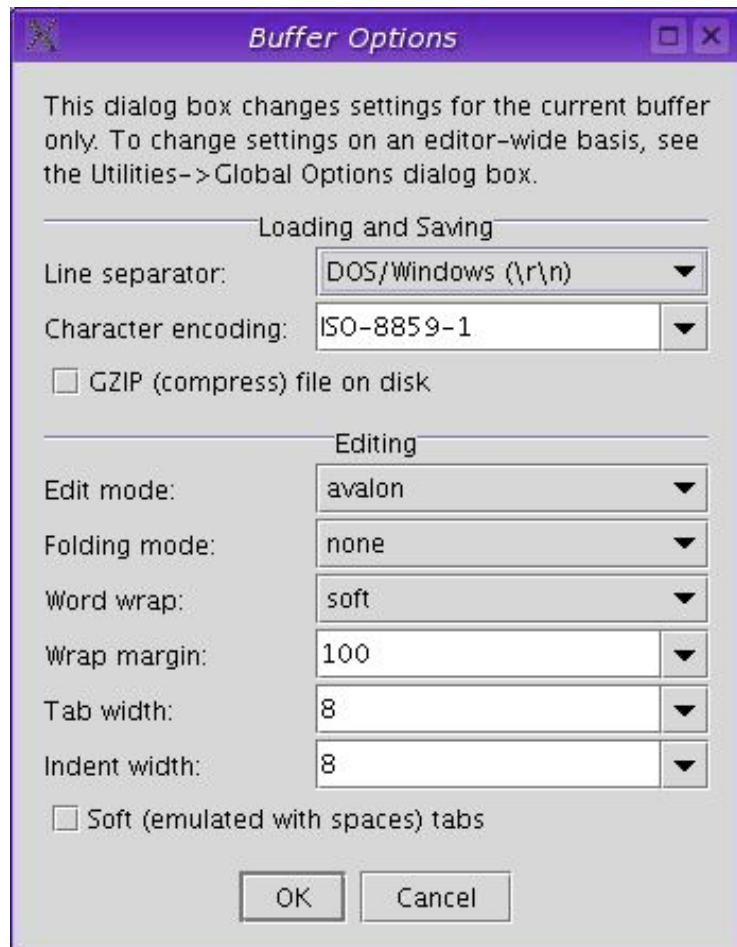 Buffer Options
This dialog box changes settings for the current buffer
only. To change settings on an editor-wide basis, see
the Utilities->Global Options dialog box.
Loading and Saving
Line separator: DOS/Windows (\r\n)
Character encoding: ISO-8859-1
GZIP (compress) file on disk
Editing
Edit mode: avalon
Folding mode: none
Word wrap: soft
Wrap margin: 100
Tab width: 8
Indent width: 8
Soft (emulated with spaces) tabs
OK Cancel